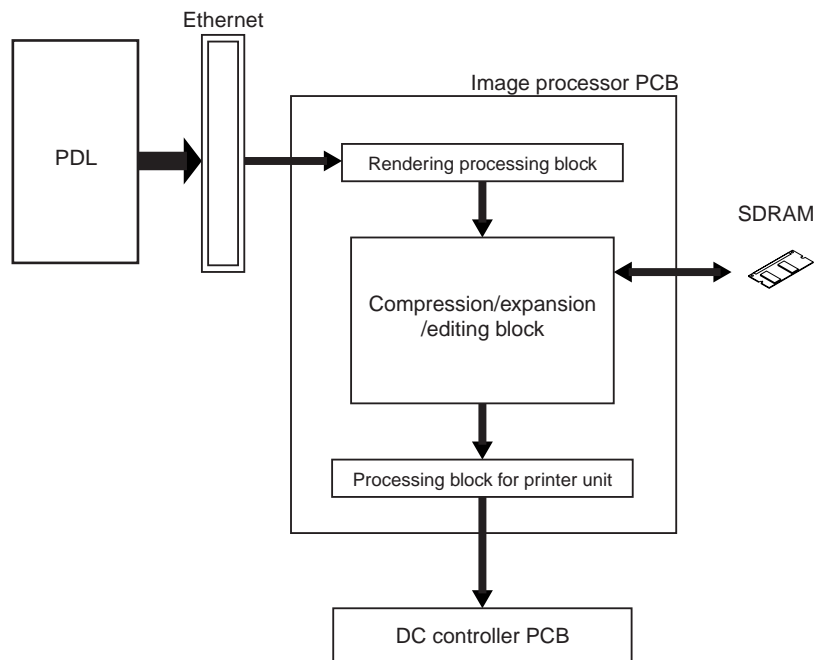 Ethernet
Image processor PCB
PDL
Rendering processing block
SDRAM
Compression/expansion
/editing block
Processing block for printer unit
DC controller PCB